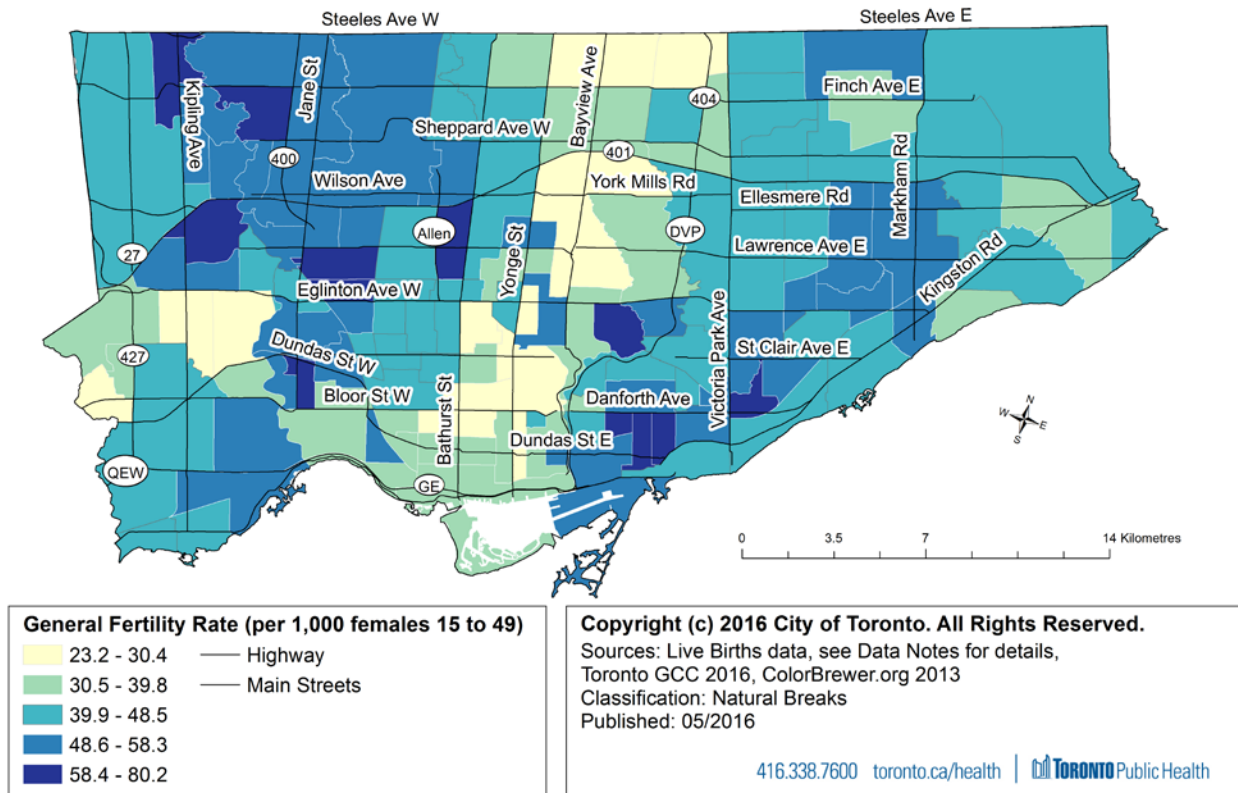 Steeles Ave W
Steeles Ave E
Kipling Ave
Jane St
Bayview Ave
404
Finch Ave E
Sheppard Ave W
400
401
Markham Rd
Wilson Ave
York Mills Rd
Ellesmere Rd
27
Allen
Yonge St
DVP
Lawrence Ave E
Kingston Rd
Eglinton Ave W
427
Dundas St W
Victoria Park Ave
St Clair Ave E
Bloor St W
Bathurst St
Danforth Ave
Dundas St E
QEW
GE
N
W
E
S
0 3.5 7 14 Kilometres
General Fertility Rate (per 1,000 females 15 to 49)
23.2 - 30.4
30.5 - 39.8
39.9 - 48.5
48.6 - 58.3
58.4 - 80.2
Highway
Main Streets
Copyright (c) 2016 City of Toronto. All Rights Reserved.
Sources: Live Births data, see Data Notes for details,
Toronto GCC 2016, ColorBrewer.org 2013
Classification: Natural Breaks
Published: 05/2016
416.338.7600 toronto.ca/health TORONTO Public Health